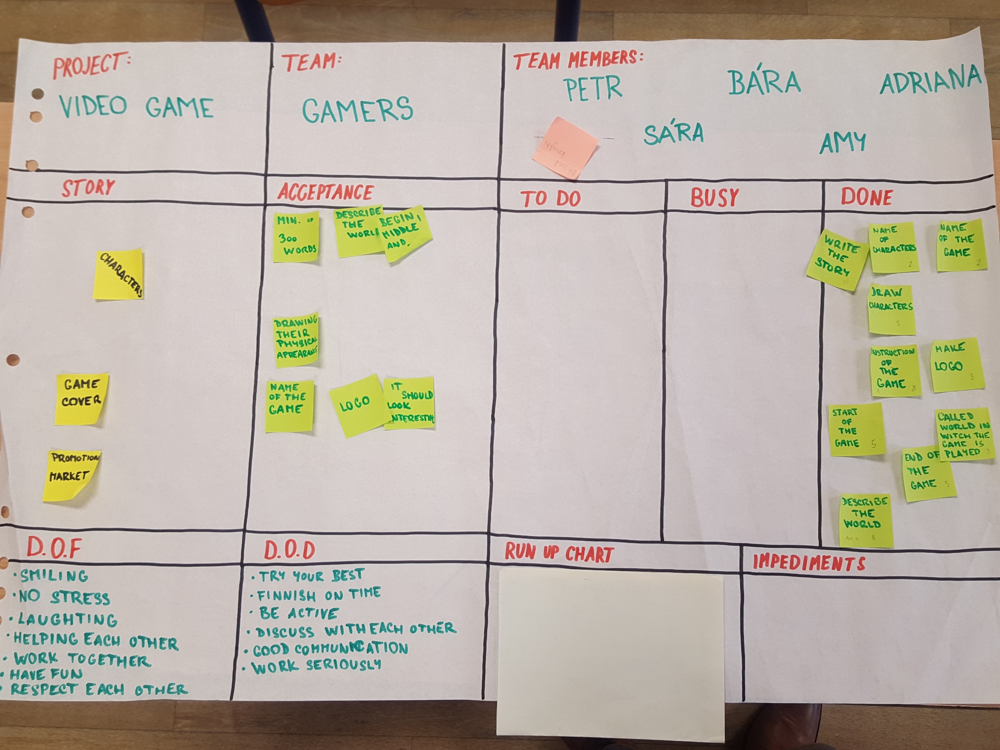 PROJECT:
VIDEO GAME
TEAM:
GAMERS
TEAM MEMBERS:
PETR
BÁRA
ADRIANA
SÁRA
AMY
STORY
CHARACTERS
GAME
COVER
PROMOTION
MARKET
ACCEPTANCE
MIN. OF
300
WORDS
DESCRIBE
THE
WORLD
BEGIN,
MIDDLE
AND.
DRAWING
THEIR
PHYSICAL
APPEARANCE
NAME
OF THE
GAME
LOGO
IT
SHOULD
LOOK
INTERESTIN
TO DO
BUSY
DONE
WRITE
THE
STORY
13
NAME
OF
CHARACTERS
2
NAME
OF THE
GAME
2
DRAW
CHARACTERS
5
INSTRUCTION
OF
THE
GAME
8
MAKE
LOGO
3
START
OF
THE
GAME
5
CALLED
WORLD IN
WITCH THE
GAME IS
PLAYED 3
END OF
THE
GAME 5
DESCRIBE
THE
WORLD
8
D.O.F
• SMILING
• NO STRESS
• LAUGHTING
• HELPING EACH OTHER
• WORK TOGETHER
• HAVE FUN
• RESPECT EACH OTHER
D.O.D
• TRY YOUR BEST
• FINNISH ON TIME
• BE ACTIVE
• DISCUSS WITH EACH OTHER
• GOOD COMMUNICATION
• WORK SERIOUSLY
RUN UP CHART
IMPEDIMENTS